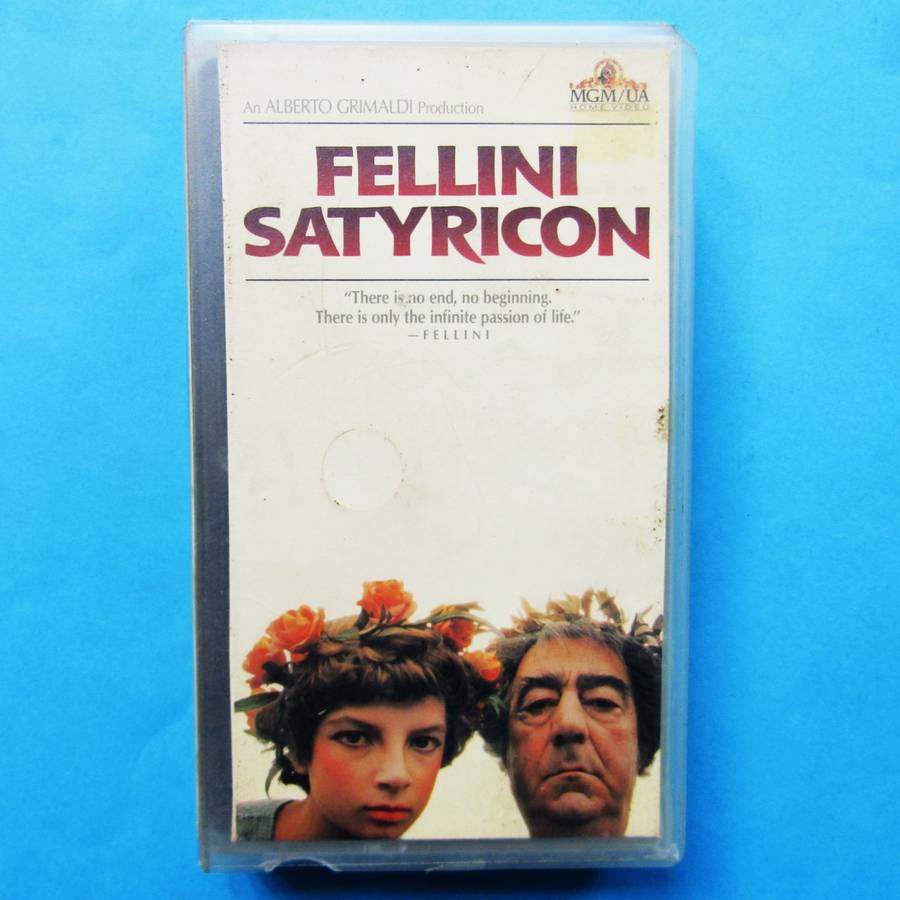 An ALBERTO GRIMALDI Production
MGM/UA
HOME VIDEO
FELLINI
SATYRICON
“There is no end, no beginning.
There is only the infinite passion of life.”
—FELLINI